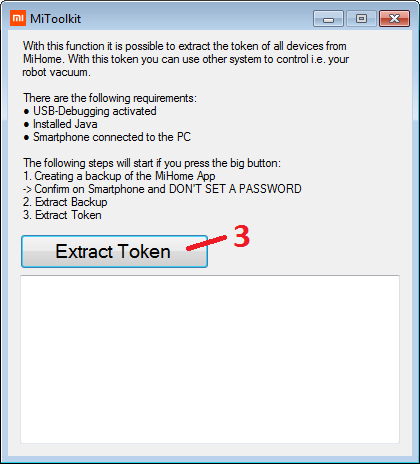 mi MiToolkit
With this function it is possible to extract the token of all devices from
MiHome. With this token you can use other system to control i.e. your
robot vacuum.
There are the following requirements:
● USB-Debugging activated
● Installed Java
● Smartphone connected to the PC
The following steps will start if you press the big button:
1. Creating a backup of the MiHome App
-> Confirm on Smartphone and DON'T SET A PASSWORD
2. Extract Backup
3. Extract Token
Extract Token 3